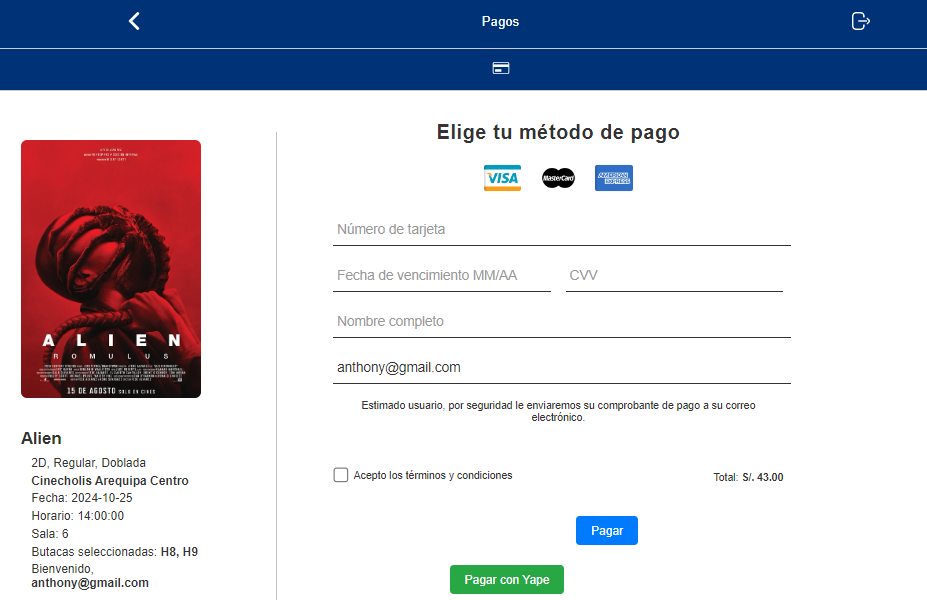 Pagos
Elige tu método de pago
VISA
MasterCard
AMERICAN
EXPRESS
Número de tarjeta
Fecha de vencimiento MM/AA
CVV
Nombre completo
anthony@gmail.com
Estimado usuario, por seguridad le enviaremos su comprobante de pago a su correo
electrónico.
Acepto los términos y condiciones
Total: S/. 43.00
Pagar
Pagar con Yape
ALIEN
ROMULUS
15 DE AGOSTO SOLO EN CINES
Alien
2D, Regular, Doblada
Cinecholis Arequipa Centro
Fecha: 2024-10-25
Horario: 14:00:00
Sala: 6
Butacas seleccionadas: H8, H9
Bienvenido,
anthony@gmail.com